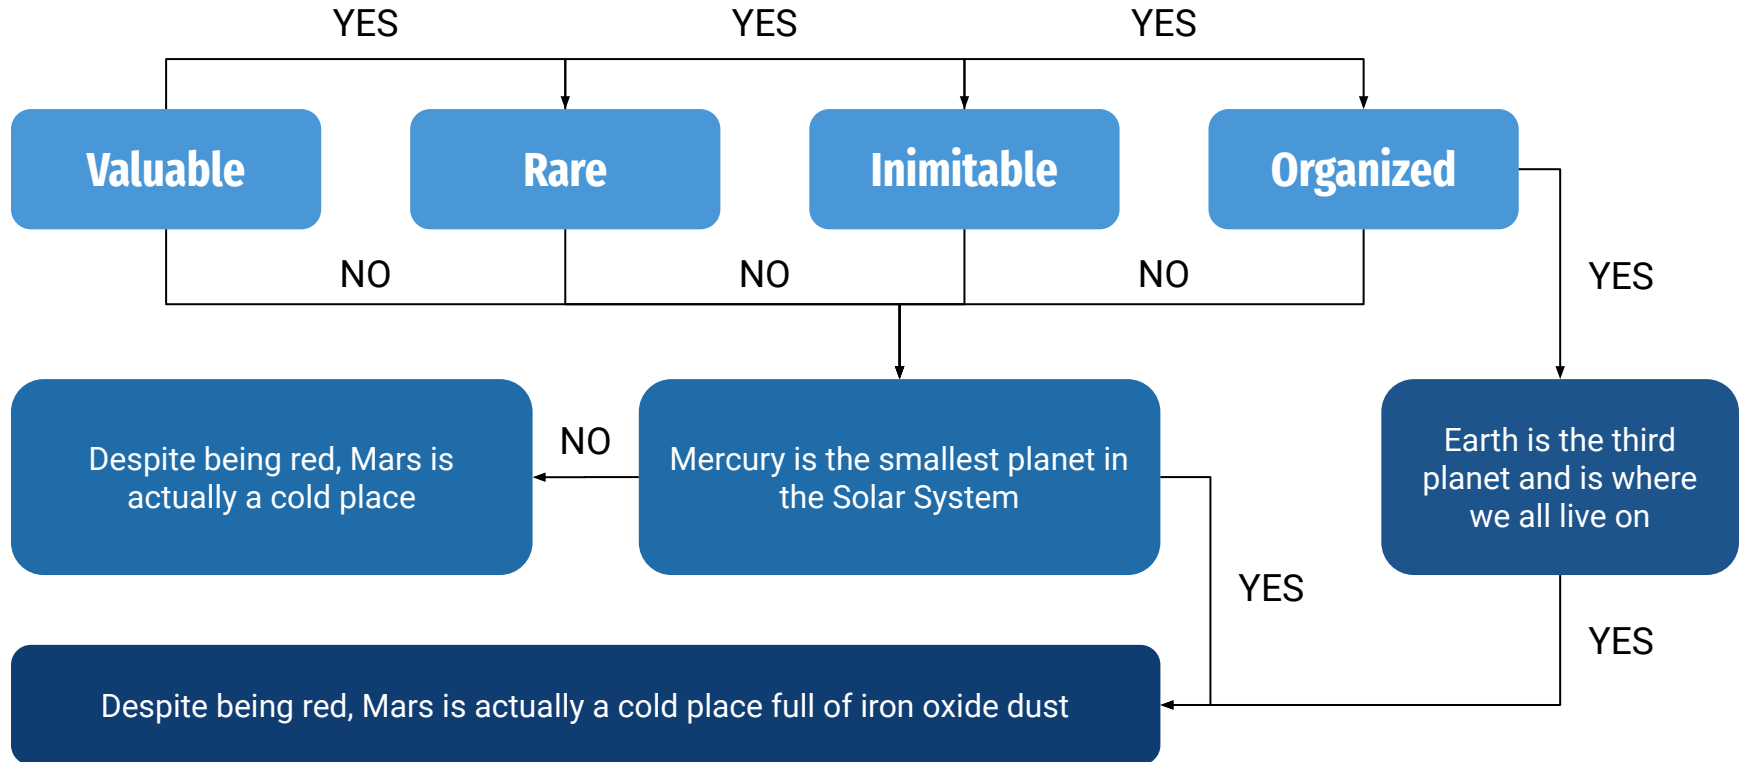 YES
YES
YES
Valuable
Rare
Inimitable
Organized
NO
NO
NO
YES
Despite being red, Mars is
actually a cold place
NO
Mercury is the smallest planet in
the Solar System
Earth is the third
planet and is where
we all live on
YES
YES
Despite being red, Mars is actually a cold place full of iron oxide dust